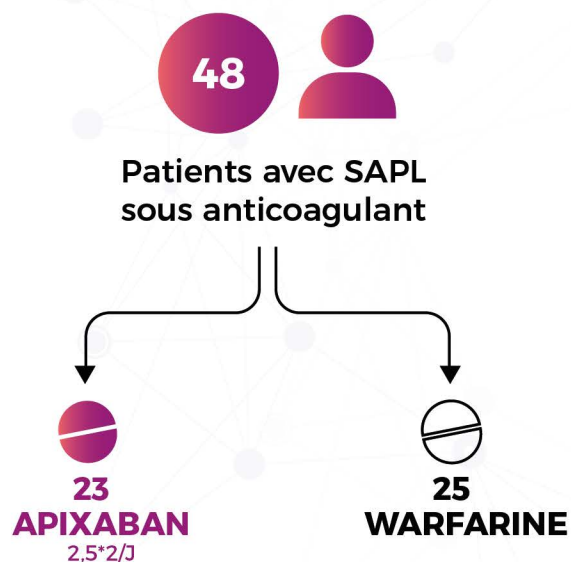 48
Patients avec SAPL
sous anticoagulant
23
APIXABAN
2,5*2/J
25
WARFARINE